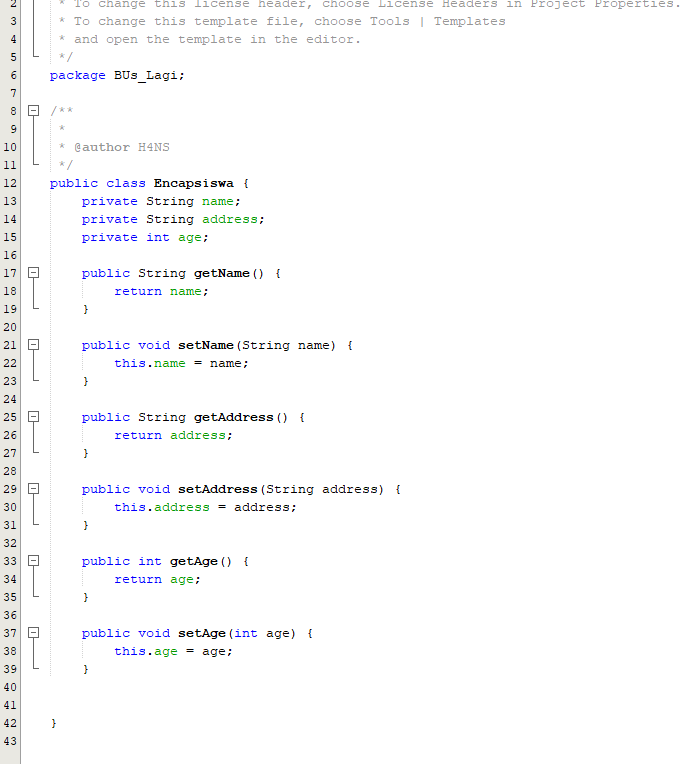 2 * To change this license header, choose License Headers in Project Properties.
3 * To change this template file, choose Tools | Templates
4 * and open the template in the editor.
5 */
6 package BUs_Lagi;
7
8 /**
9 *
10 * @author H4NS
11 */
12 public class Encapsiswa {
13 private String name;
14 private String address;
15 private int age;
16
17 public String getName() {
18 return name;
19 }
20
21 public void setName(String name) {
22 this.name = name;
23 }
24
25 public String getAddress() {
26 return address;
27 }
28
29 public void setAddress(String address) {
30 this.address = address;
31 }
32
33 public int getAge() {
34 return age;
35 }
36
37 public void setAge(int age) {
38 this.age = age;
39 }
40
41
42 }
43